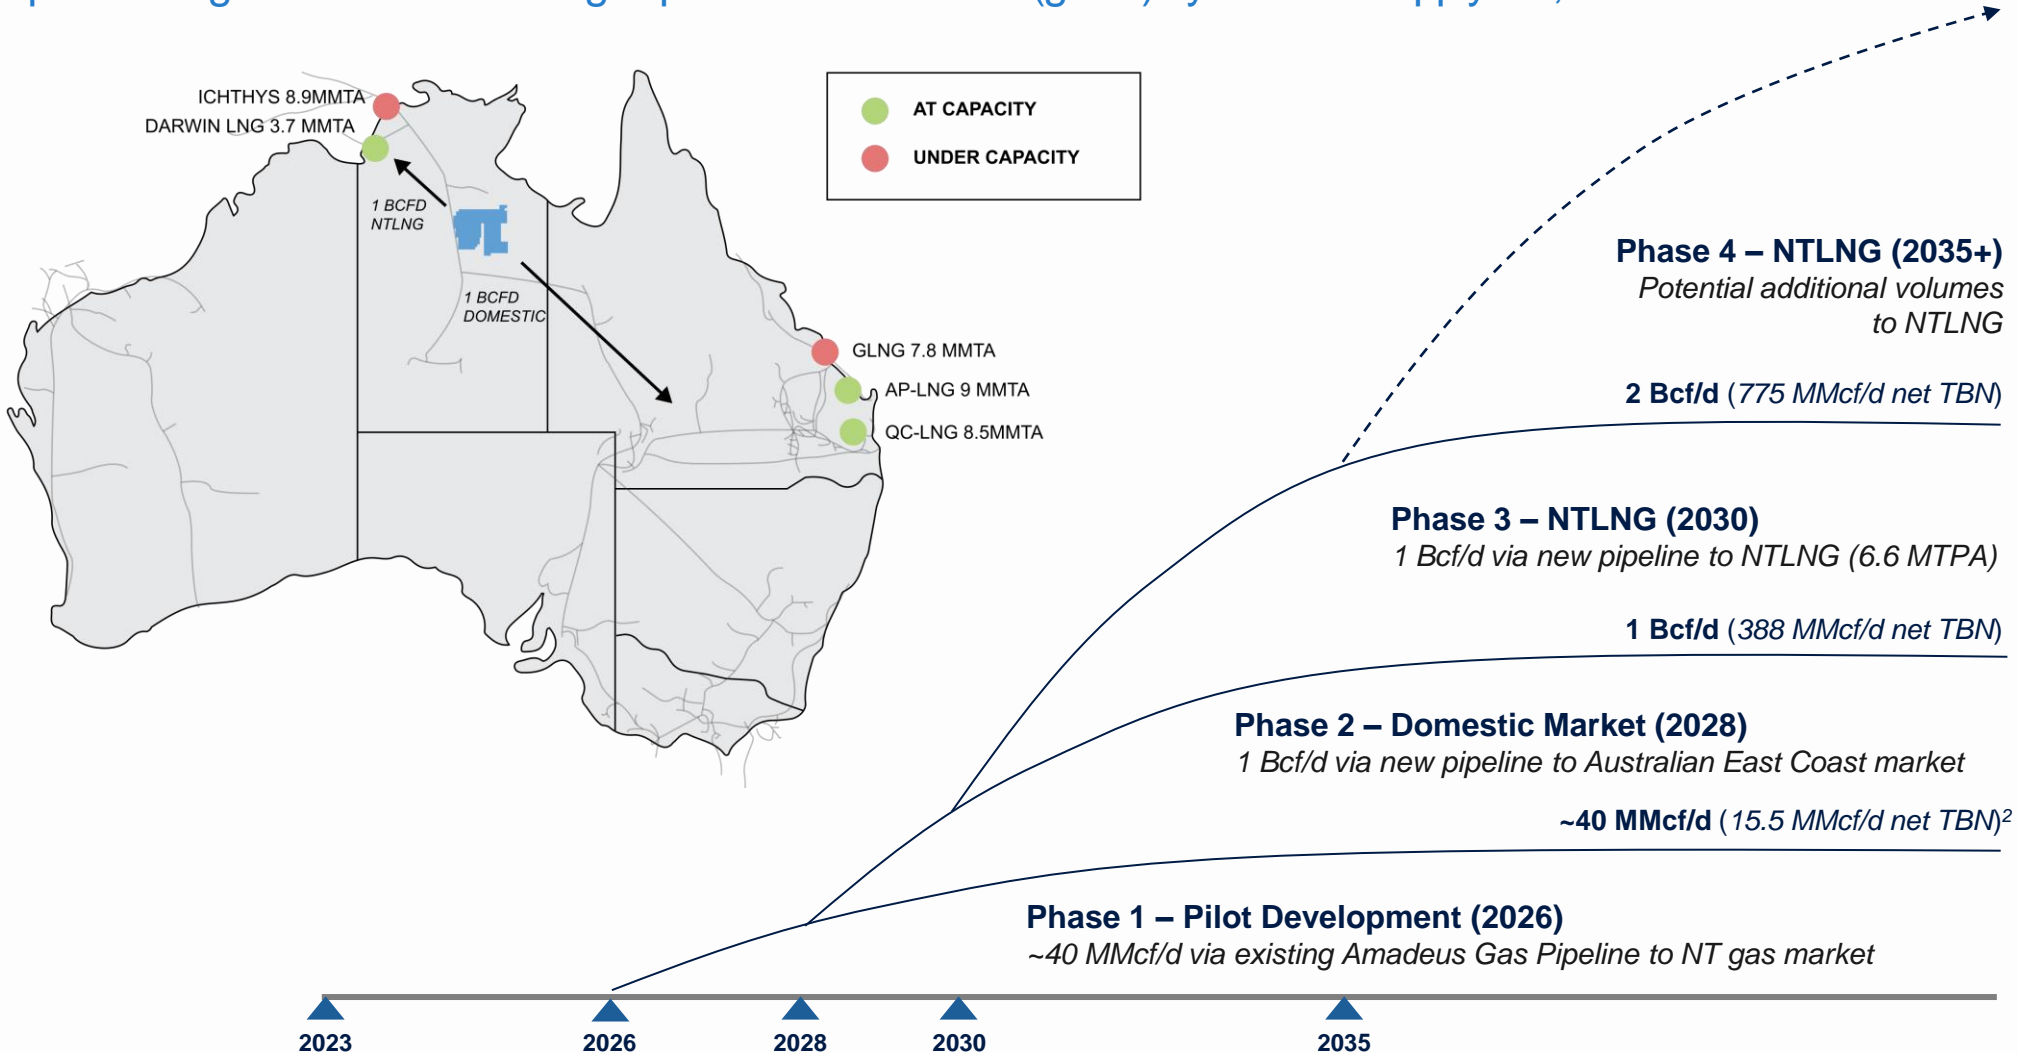 ICHTHYS 8.9MMTA
DARWIN LNG 3.7 MMTA
AT CAPACITY
UNDER CAPACITY
1 BCFD
NTLNG
1 BCFD
DOMESTIC
GLNG 7.8 MMTA
AP-LNG 9 MMTA
QC-LNG 8.5MMTA
Phase 4 – NTLNG (2035+)
Potential additional volumes
to NTLNG
2 Bcf/d (775 MMcf/d net TBN)
Phase 3 – NTLNG (2030)
1 Bcf/d via new pipeline to NTLNG (6.6 MTPA)
1 Bcf/d (388 MMcf/d net TBN)
Phase 2 – Domestic Market (2028)
1 Bcf/d via new pipeline to Australian East Coast market
~40 MMcf/d (15.5 MMcf/d net TBN)²
Phase 1 – Pilot Development (2026)
~40 MMcf/d via existing Amadeus Gas Pipeline to NT gas market
2023 2026 2028 2030 2035